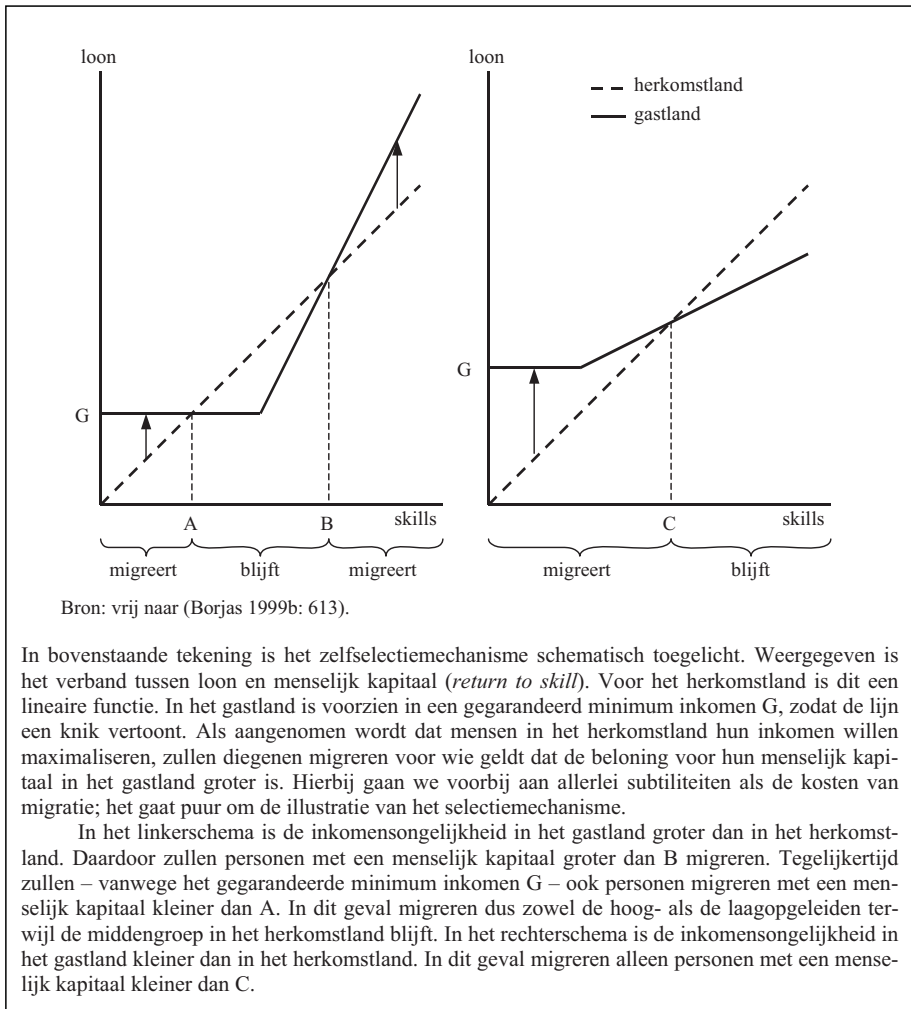 loon
loon
herkomstland
gastland
G
G
A
B
skills
C
skills
migreert
blijft
migreert
migreert
blijft
Bron: vrij naar (Borjas 1999b: 613).
In bovenstaande tekening is het zelfselectiemechanisme schematisch toegelicht. Weergegeven is
het verband tussen loon en menselijk kapitaal (return to skill). Voor het herkomstland is dit een
lineaire functie. In het gastland is voorzien in een gegarandeerd minimum inkomen G, zodat de lijn
een knik vertoont. Als aangenomen wordt dat mensen in het herkomstland hun inkomen willen
maximaliseren, zullen diegenen migreren voor wie geldt dat de beloning voor hun menselijk kapi-
taal in het gastland groter is. Hierbij gaan we voorbij aan allerlei subtiliteiten als de kosten van
migratie; het gaat puur om de illustratie van het selectiemechanisme.
In het linkerschema is de inkomensongelijkheid in het gastland groter dan in het herkomst-
land. Daardoor zullen personen met een menselijk kapitaal groter dan B migreren. Tegelijkertijd
zullen – vanwege het gegarandeerde minimum inkomen G – ook personen migreren met een men-
selijk kapitaal kleiner dan A. In dit geval migreren dus zowel de hoog- als de laagopgeleiden ter-
wijl de middengroep in het herkomstland blijft. In het rechterschema is de inkomensongelijkheid in
het gastland kleiner dan in het herkomstland. In dit geval migreren alleen personen met een mense-
lijk kapitaal kleiner dan C.